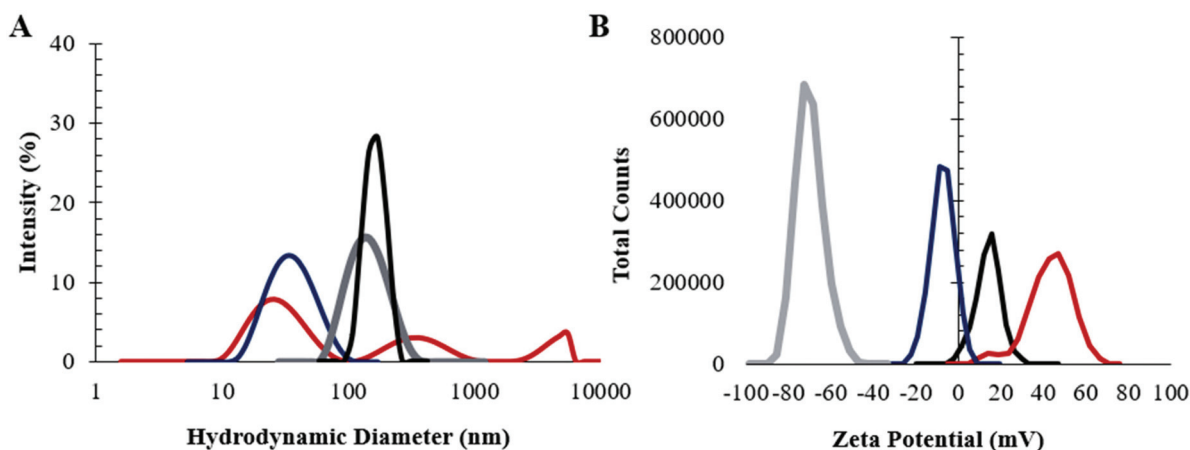 A
40
30
20
10
0
Intensity (%)
1 10 100 1000 10000
Hydrodynamic Diameter (nm)
B
800000
600000
400000
200000
0
Total Counts
-100 -80 -60 -40 -20 0 20 40 60 80 100
Zeta Potential (mV)